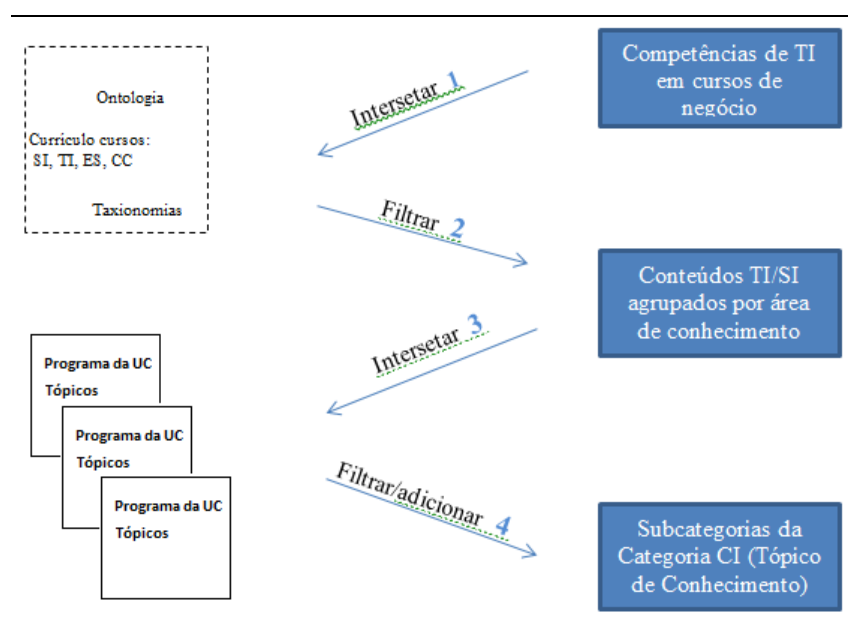 Competências de TI
em cursos de
negócio
Intersetar 1
Ontologia
Currículo cursos:
SI, TI, ES, CC
Taxionomias
Filtrar 2
Conteúdos TI/SI
agrupados por área
de conhecimento
Intersetar 3
Programa da UC
Tópicos
Programa da UC
Tópicos
Programa da UC
Tópicos
Filtrar/adicionar 4
Subcategorias da
Categoria CI (Tópico
de Conhecimento)